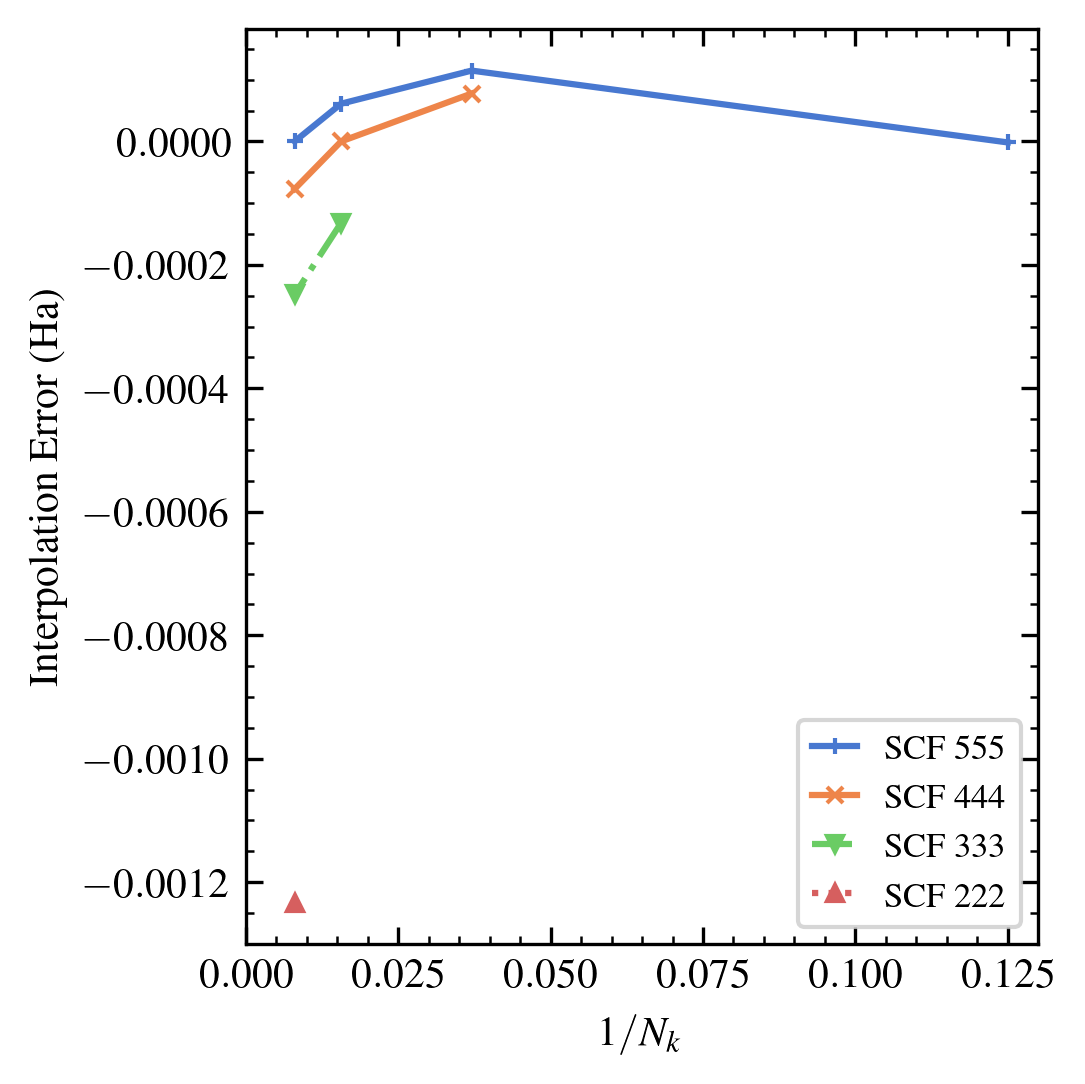 0.0000
−0.0002
−0.0004
−0.0006
−0.0008
−0.0010
−0.0012
Interpolation Error (Ha)
SCF 555
SCF 444
SCF 333
SCF 222
0.000 0.025 0.050 0.075 0.100 0.125
1/N_k